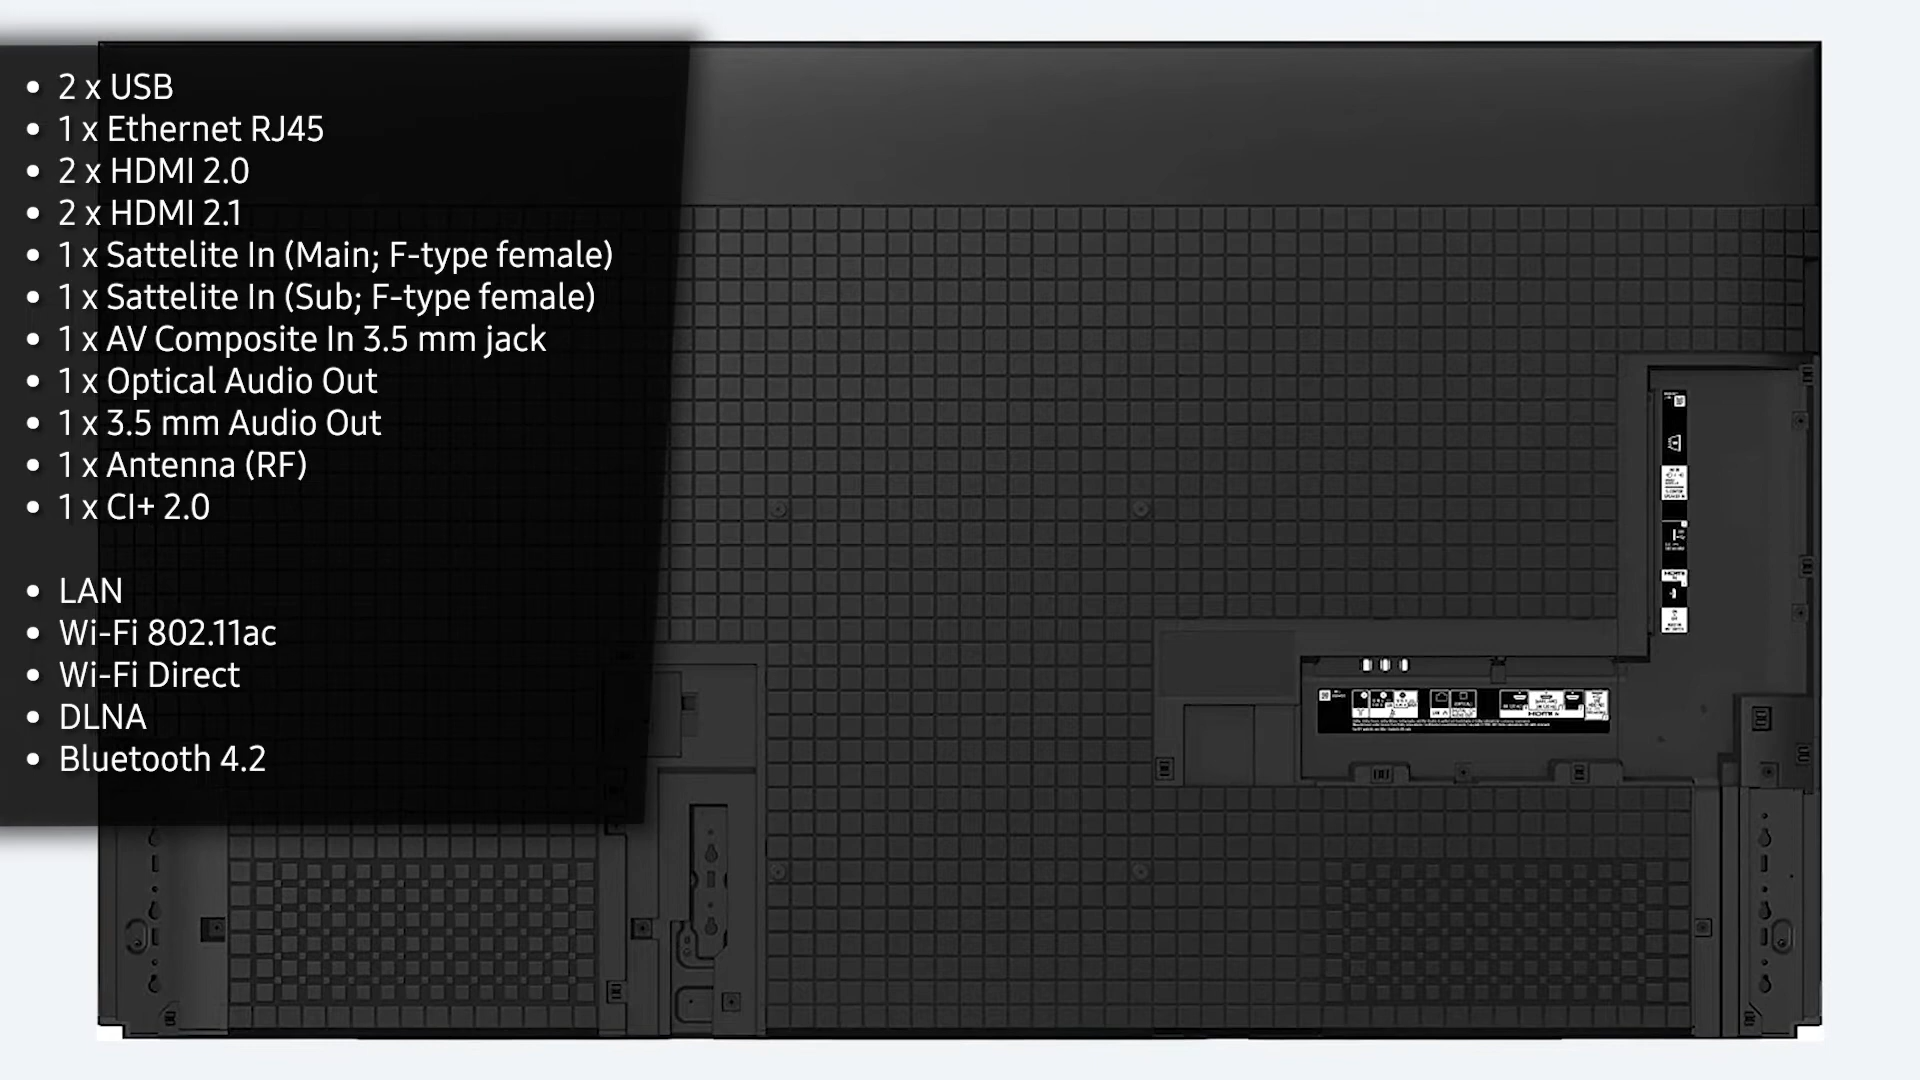 2 x USB
1 x Ethernet RJ45
2 x HDMI 2.0
2 x HDMI 2.1
1 x Sattelite In (Main; F-type female)
1 x Sattelite In (Sub; F-type female)
1 x AV Composite In 3.5 mm jack
1 x Optical Audio Out
1 x 3.5 mm Audio Out
1 x Antenna (RF)
1 x CI+ 2.0
LAN
Wi-Fi 802.11ac
Wi-Fi Direct
DLNA
Bluetooth 4.2